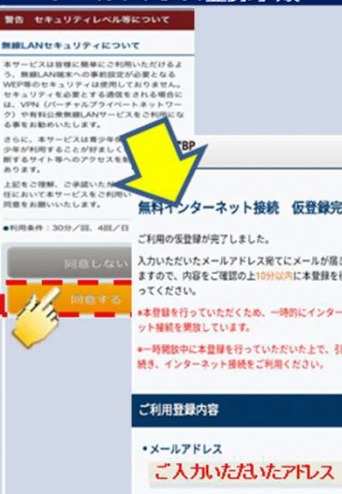 警告 セキュリティレベル等について
無線LANセキュリティについて
本サービスは皆様に簡単にご利用いただけるよ
う、無線LAN端末への事前設定が必要となる
WEP等のセキュリティは使用しておりません。
セキュリティを必要とする通信をされる場合に
は、VPN（バーチャルプライベートネットワー
ク）や有料公衆無線LANサービスをご利用にな
る事をお勧めいたします。
さらに、本サービスは青少年
少年が利用することが好ましく
断するサイト等へのアクセスを
あります。
上記をご理解、ご承諾いただ
任において本サービスをご利用い
同意をお願いいたします。
●利用条件：30分／回、4回／日
同意しない
同意する
BP
無料インターネット接続 仮登録完
ご利用の仮登録が完了しました。
入力いただいたメールアドレス宛てにメールが届き
ますので、内容をご確認の上10分以内に本登録を行
ってください。
※本登録を行っていただくため、一時的にインター
ット接続を開放しています。
※一時開放中に本登録を行っていただいた上で、引
続き、インターネット接続をご利用ください。
ご利用登録内容
・メールアドレス
ご入力いただいたアドレス